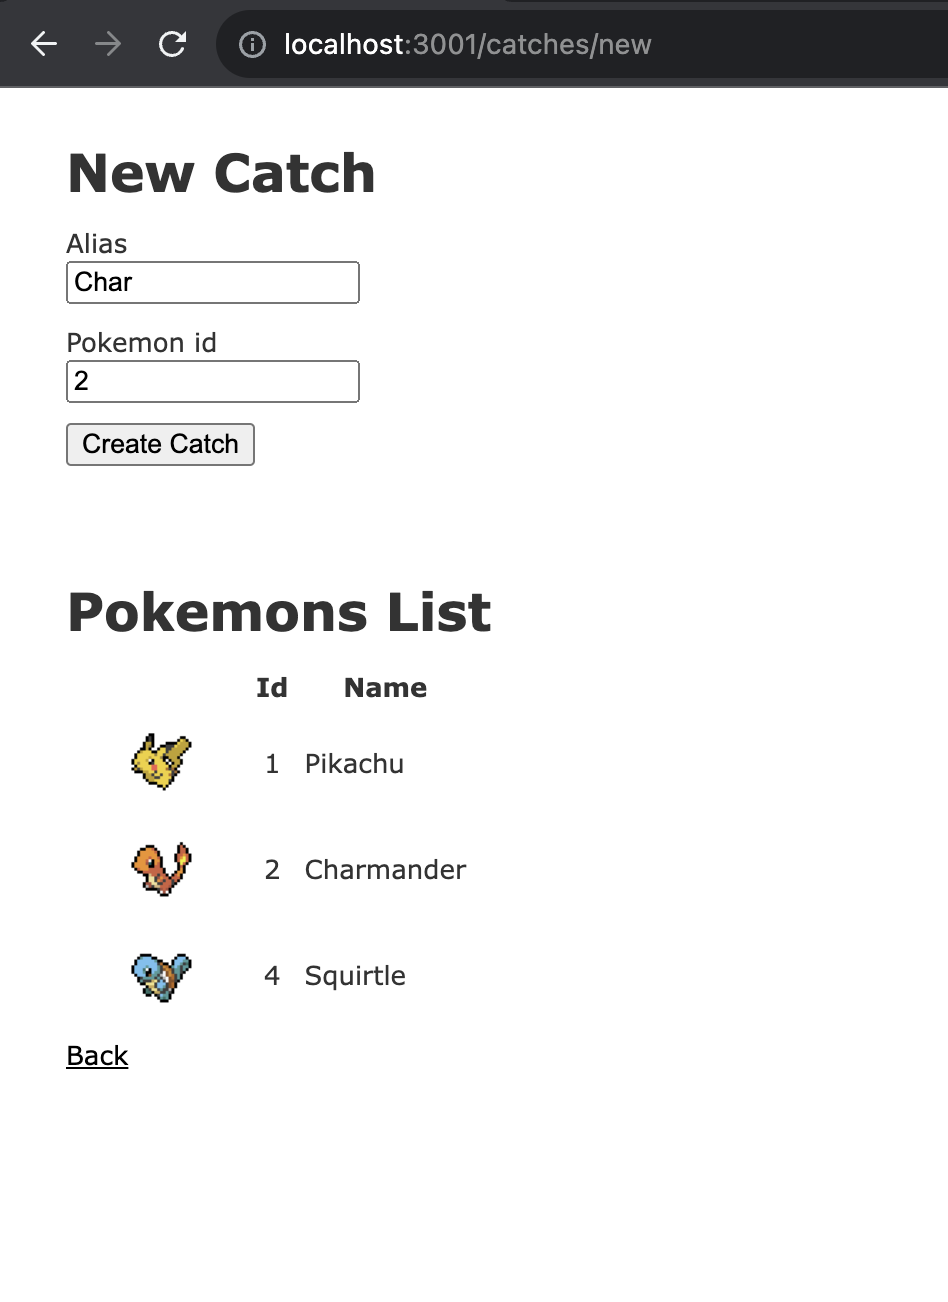 localhost:3001/catches/new
New Catch
Alias
Char
Pokemon id
2
Create Catch
Pokemons List
Id Name
1 Pikachu
2 Charmander
4 Squirtle
Back